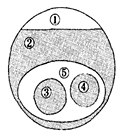 ①
②
⑤
③ ④